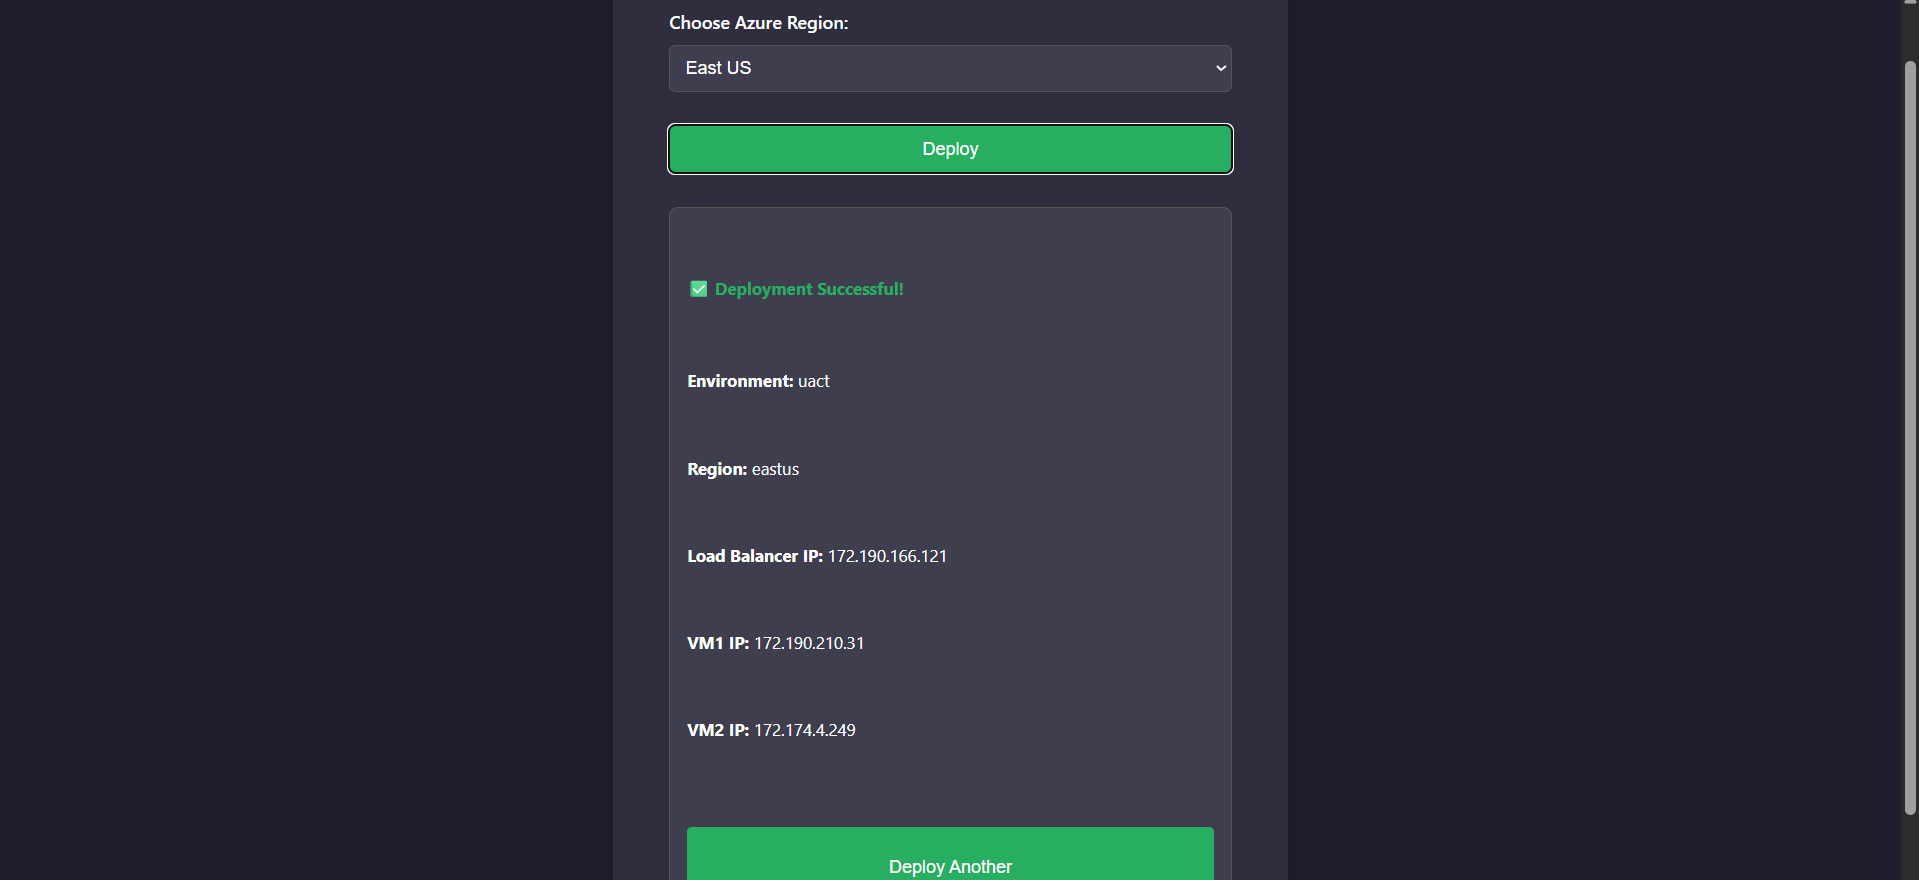 Choose Azure Region:
East US
Deploy
✅ Deployment Successful!
Environment: uact
Region: eastus
Load Balancer IP: 172.190.166.121
VM1 IP: 172.190.210.31
VM2 IP: 172.174.4.249
Deploy Another